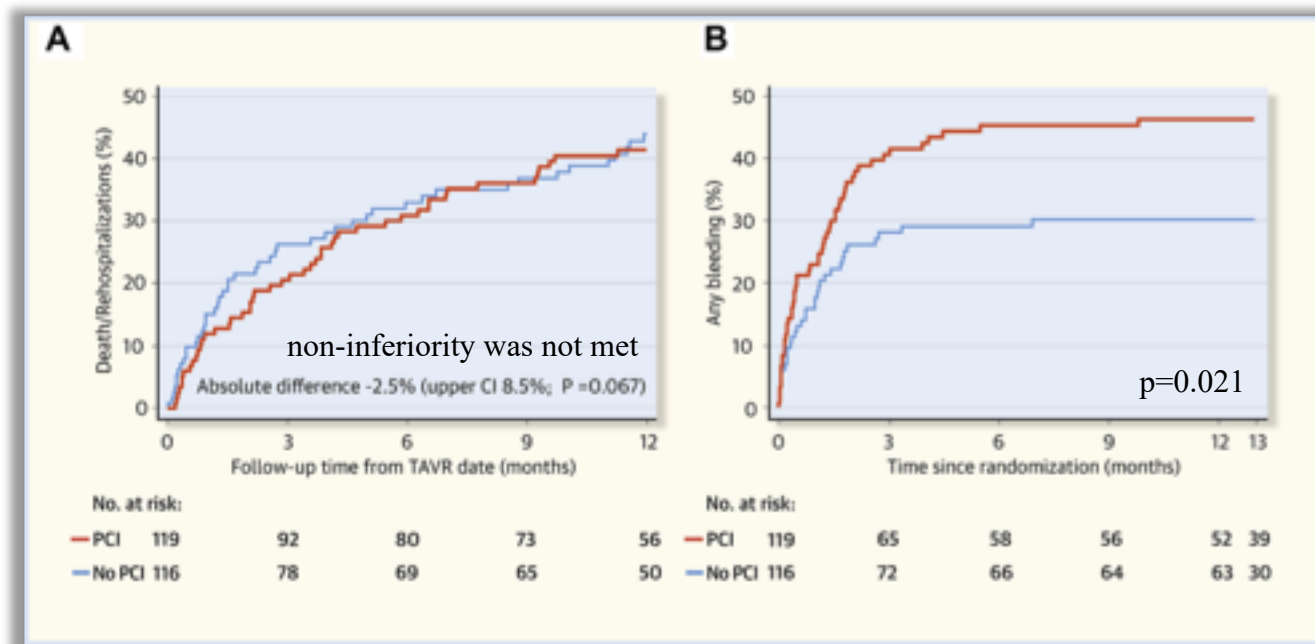 A
Death/Rehospitalizations (%)
50
40
30
20
10
0
non-inferiority was not met
Absolute difference -2.5% (upper CI 8.5%; P =0.067)
0 3 6 9 12
Follow-up time from TAVR date (months)
No. at risk:
PCI 119 92 80 73 56
No PCI 116 78 69 65 50
B
Any bleeding (%)
50
40
30
20
10
0
p=0.021
0 3 6 9 12 13
Time since randomization (months)
No. at risk:
PCI 119 65 58 56 52 39
No PCI 116 72 66 64 63 30